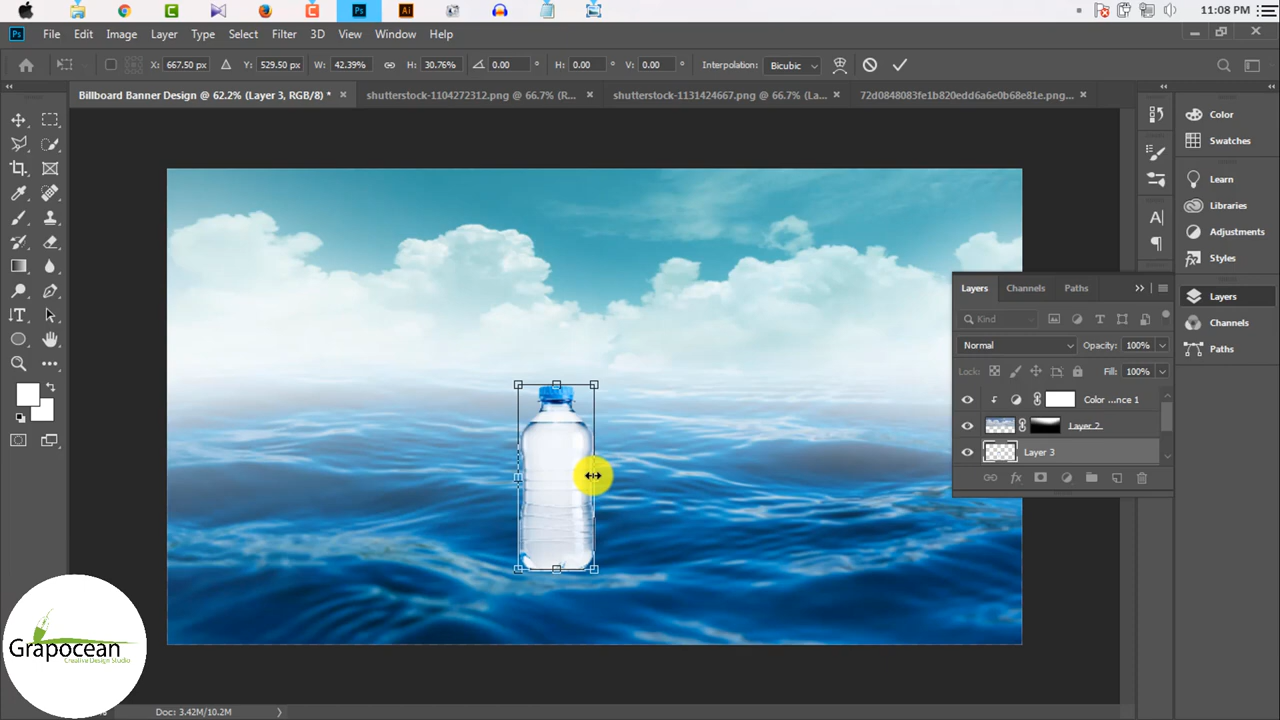 11:08 PM
Ps Ai
Ps File Edit Image Layer Type Select Filter 3D View Window Help
X: 667.50 px Y: 529.50 px W: 42.39% H: 30.76% 0.00 ° H: 0.00 ° V: 0.00 ° Interpolation: Bicubic
Billboard Banner Design @ 62.2% (Layer 3, RGB/8) * × shutterstock-1104272312.png @ 66.7% (R... × shutterstock-1131424667.png @ 66.7% (La... × 72d0848083fe1b820edd6a6e0b68e81e.png... ×
Color
Swatches
Learn
Libraries
Adjustments
Styles
Layers
Channels
Paths
Layers Channels Paths
Kind
Normal Opacity: 100%
Lock: Fill: 100%
Color ...nce 1
Layer 2
Layer 3
Grapocean
Creative Design Studio
Doc: 3.42M/10.2M